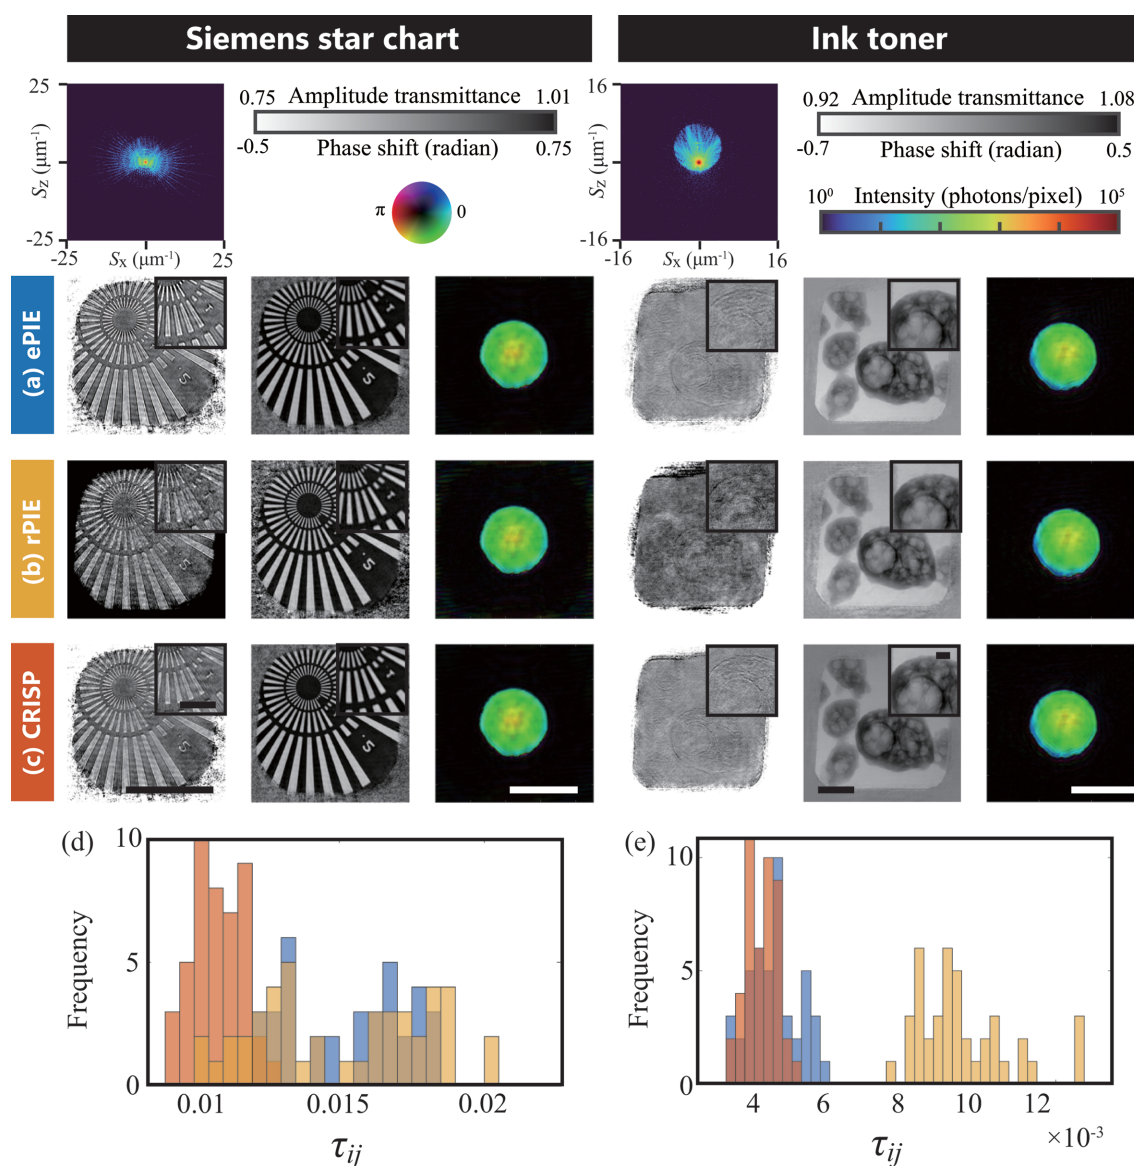 Siemens star chart
Ink toner
25
-25
-25
25
Sz (μm⁻¹)
Sx (μm⁻¹)
0.75 Amplitude transmittance 1.01
-0.5 Phase shift (radian) 0.75
π 0
16
-16
-16
16
Sz (μm⁻¹)
Sx (μm⁻¹)
0.92 Amplitude transmittance 1.08
-0.7 Phase shift (radian) 0.5
10⁰ Intensity (photons/pixel) 10⁵
(a) ePIE
(b) rPIE
(c) CRISP
(d)
10
5
0
Frequency
0.01 0.015 0.02
τij
(e)
10
5
0
Frequency
4 6 8 10 12
×10⁻³
τij